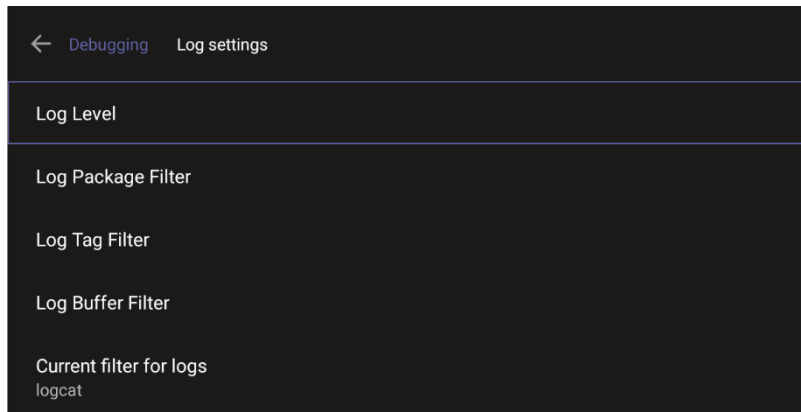 Debugging Log settings
Log Level
Log Package Filter
Log Tag Filter
Log Buffer Filter
Current filter for logs
logcat